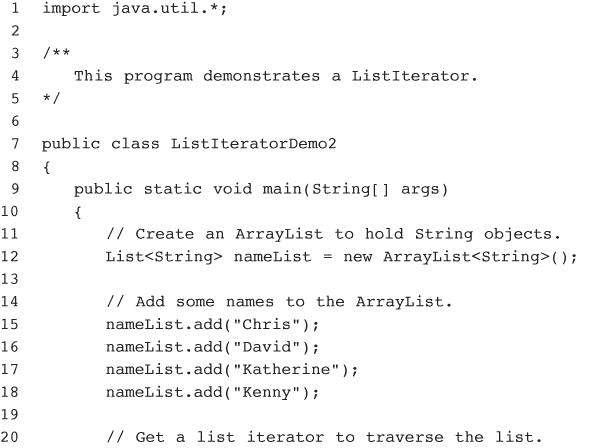 1 import java.util.*;
2
3 /**
4 This program demonstrates a ListIterator.
5 */
6
7 public class ListIteratorDemo2
8 {
9 public static void main(String[] args)
10 {
11 // Create an ArrayList to hold String objects.
12 List<String> nameList = new ArrayList<String>();
13
14 // Add some names to the ArrayList.
15 nameList.add("Chris");
16 nameList.add("David");
17 nameList.add("Katherine");
18 nameList.add("Kenny");
19
20 // Get a list iterator to traverse the list.